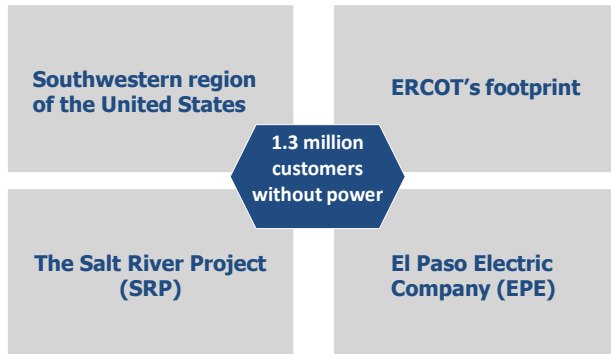 Southwestern region
of the United States
ERCOT’s footprint
1.3 million
customers
without power
The Salt River Project
(SRP)
El Paso Electric
Company (EPE)